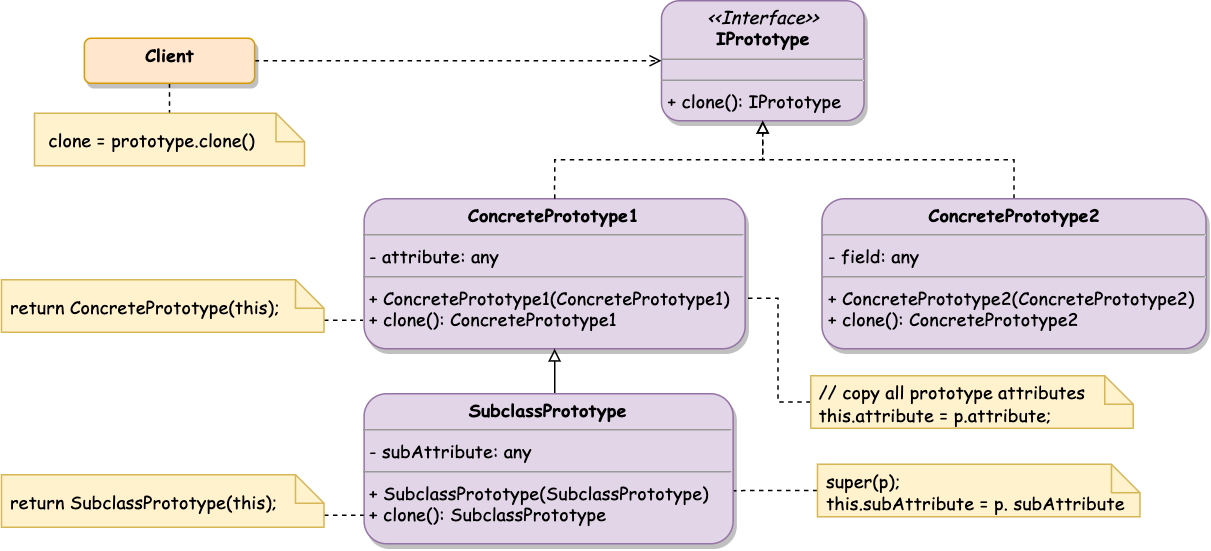 <<Interface>>
IPrototype
+ clone(): IPrototype
Client
clone = prototype.clone()
ConcretePrototype1
- attribute: any
+ ConcretePrototype1(ConcretePrototype1)
+ clone(): ConcretePrototype1
ConcretePrototype2
- field: any
+ ConcretePrototype2(ConcretePrototype2)
+ clone(): ConcretePrototype2
return ConcretePrototype(this);
// copy all prototype attributes
this.attribute = p.attribute;
SubclassPrototype
- subAttribute: any
+ SubclassPrototype(SubclassPrototype)
+ clone(): SubclassPrototype
return SubclassPrototype(this);
super(p);
this.subAttribute = p. subAttribute